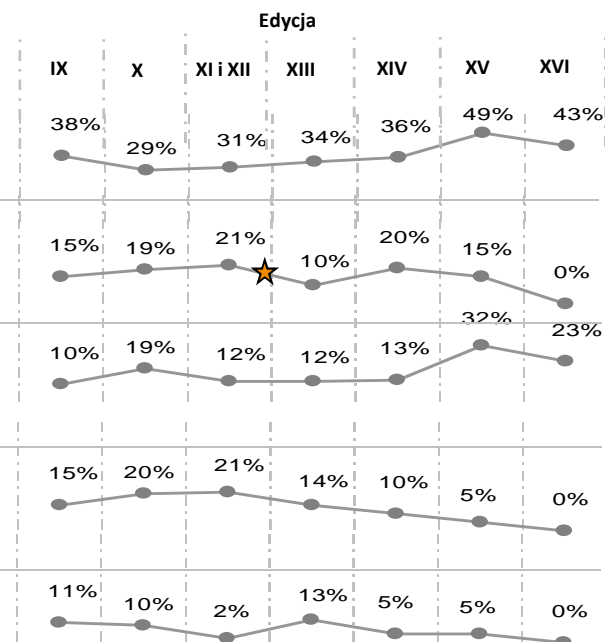 Edycja
IX X XI i XII XIII XIV XV XVI
38% 29% 31% 34% 36% 49% 43%
15% 19% 21% 10% 20% 15% 0%
10% 19% 12% 12% 13% 32% 23%
15% 20% 21% 14% 10% 5% 0%
11% 10% 2% 13% 5% 5% 0%